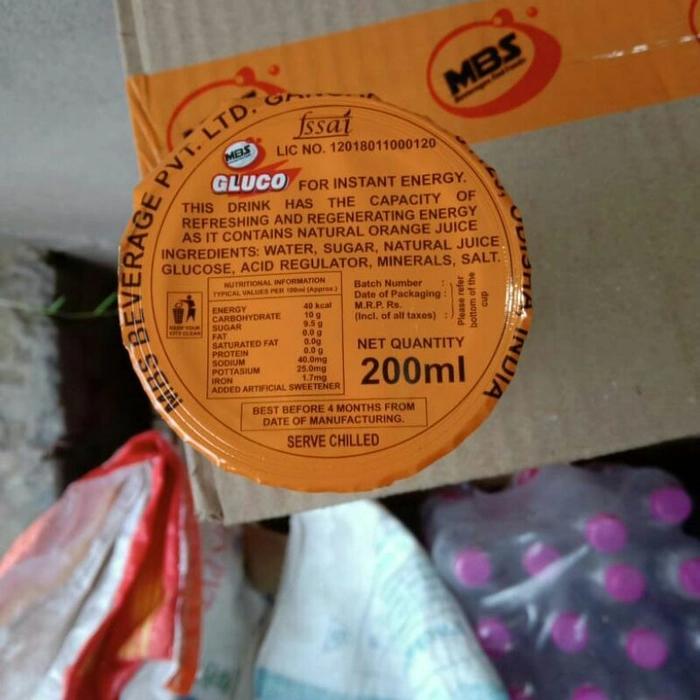 MBS
Beverages And Foods
MBS BEVERAGE PVT. LTD.
ODISHA, INDIA
fssai
LIC NO. 12018011000120
MBS
GLUCO FOR INSTANT ENERGY.
THIS DRINK HAS THE CAPACITY OF
REFRESHING AND REGENERATING ENERGY
AS IT CONTAINS NATURAL ORANGE JUICE
INGREDIENTS: WATER, SUGAR, NATURAL JUICE
GLUCOSE, ACID REGULATOR, MINERALS, SALT.
NUTRITIONAL INFORMATION
TYPICAL VALUES PER 100ml (Approx.)
ENERGY 40 kcal
CARBOHYDRATE 10 g
SUGAR 9.5 g
FAT 0.0 g
SATURATED FAT 0.0g
PROTEIN 0.0 g
SODIUM 40.0mg
POTTASIUM 25.0mg
IRON 1.7mg
ADDED ARTIFICIAL SWEETENER
KEEP YOUR
CITY CLEAN
Batch Number :
Date of Packaging :
M.R.P. Rs.
(Incl. of all taxes) :
Please refer
bottom of the
cup
NET QUANTITY
200ml
BEST BEFORE 4 MONTHS FROM
DATE OF MANUFACTURING.
SERVE CHILLED